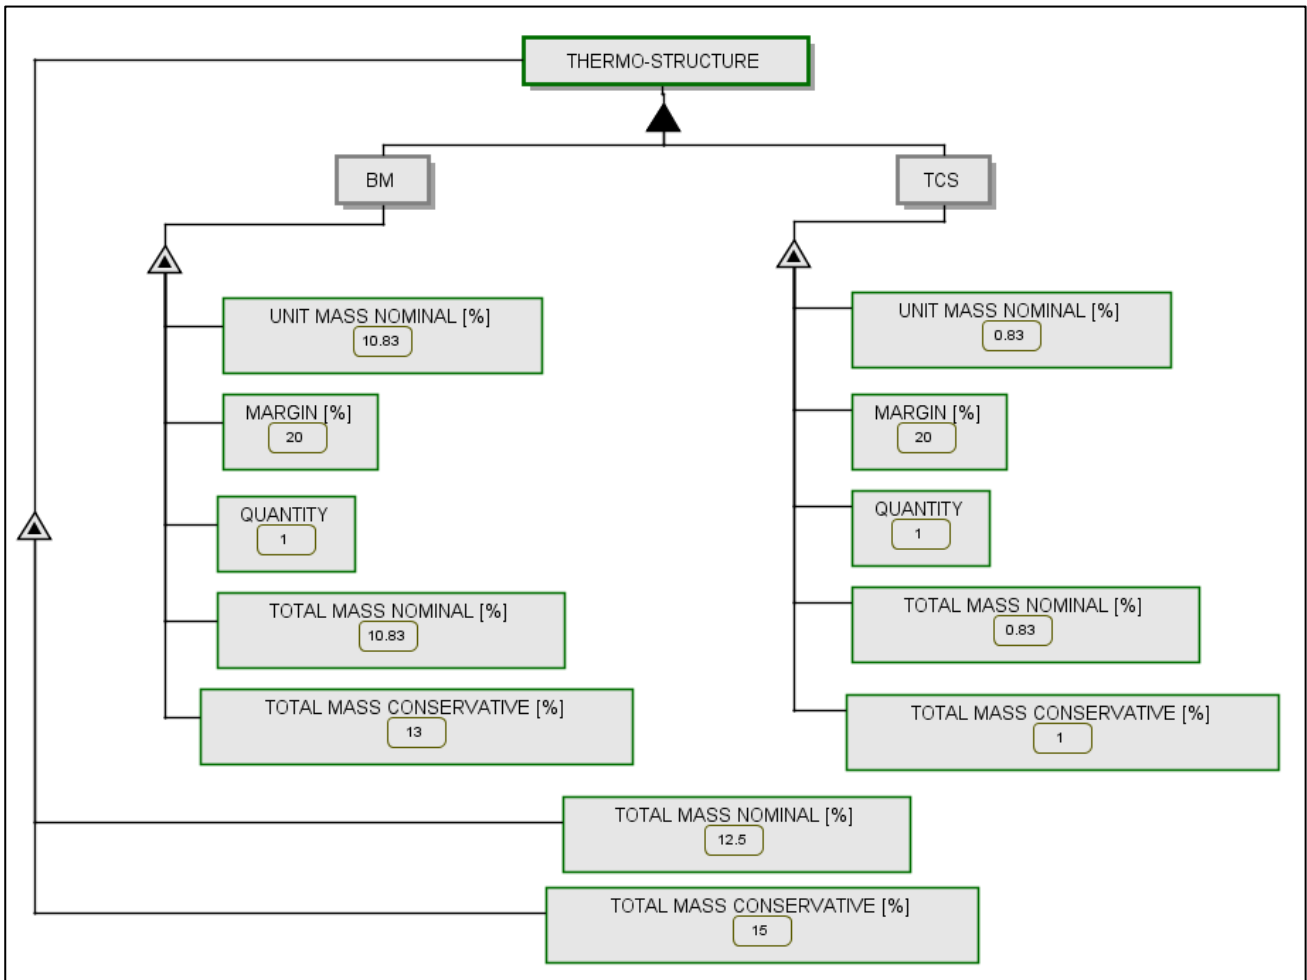 THERMO-STRUCTURE
BM
TCS
UNIT MASS NOMINAL [%]
10.83
MARGIN [%]
20
QUANTITY
1
TOTAL MASS NOMINAL [%]
10.83
TOTAL MASS CONSERVATIVE [%]
13
UNIT MASS NOMINAL [%]
0.83
MARGIN [%]
20
QUANTITY
1
TOTAL MASS NOMINAL [%]
0.83
TOTAL MASS CONSERVATIVE [%]
1
TOTAL MASS NOMINAL [%]
12.5
TOTAL MASS CONSERVATIVE [%]
15